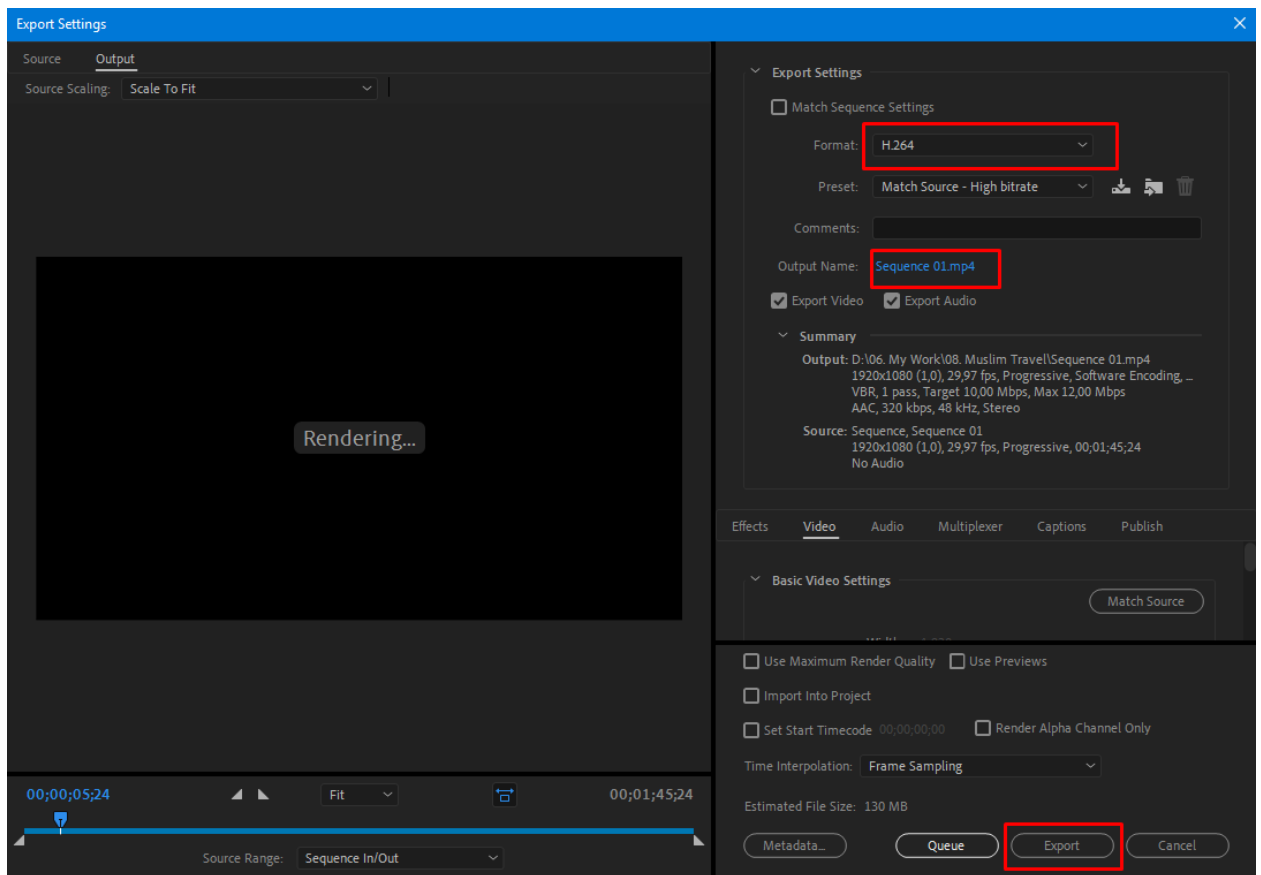 Export Settings
Source Output
Source Scaling: Scale To Fit
Rendering...
00;00;05;24 Fit 00;01;45;24
Source Range: Sequence In/Out
Export Settings
Match Sequence Settings
Format: H.264
Preset: Match Source - High bitrate
Comments:
Output Name: Sequence 01.mp4
Export Video Export Audio
Summary
Output: D:\06. My Work\08. Muslim Travel\Sequence 01.mp4
1920x1080 (1,0), 29,97 fps, Progressive, Software Encoding, ...
VBR, 1 pass, Target 10,00 Mbps, Max 12,00 Mbps
AAC, 320 kbps, 48 kHz, Stereo
Source: Sequence, Sequence 01
1920x1080 (1,0), 29,97 fps, Progressive, 00;01;45;24
No Audio
Effects Video Audio Multiplexer Captions Publish
Basic Video Settings
Match Source
Use Maximum Render Quality Use Previews
Import Into Project
Set Start Timecode 00;00;00;00 Render Alpha Channel Only
Time Interpolation: Frame Sampling
Estimated File Size: 130 MB
Metadata... Queue Export Cancel